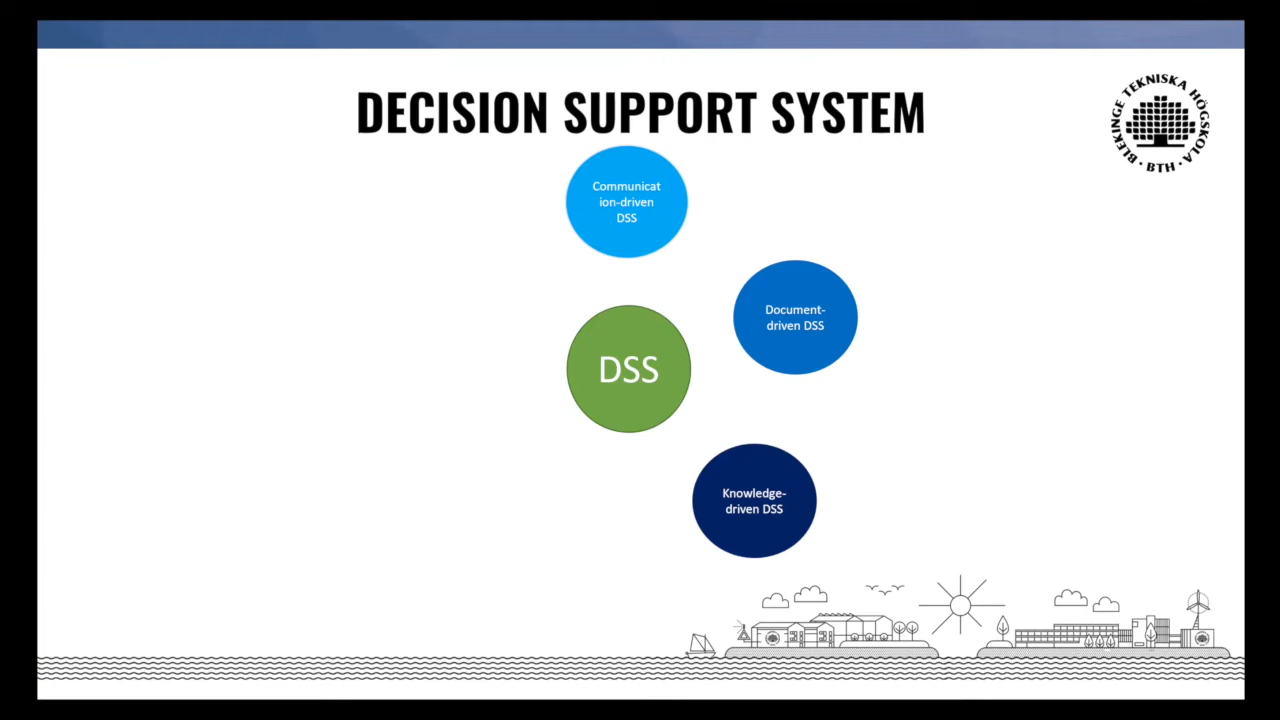 DECISION SUPPORT SYSTEM
BLEKINGE TEKNISKA HÖGSKOLA
· BTH ·
Communicat
ion-driven
DSS
Document-
driven DSS
DSS
Knowledge-
driven DSS